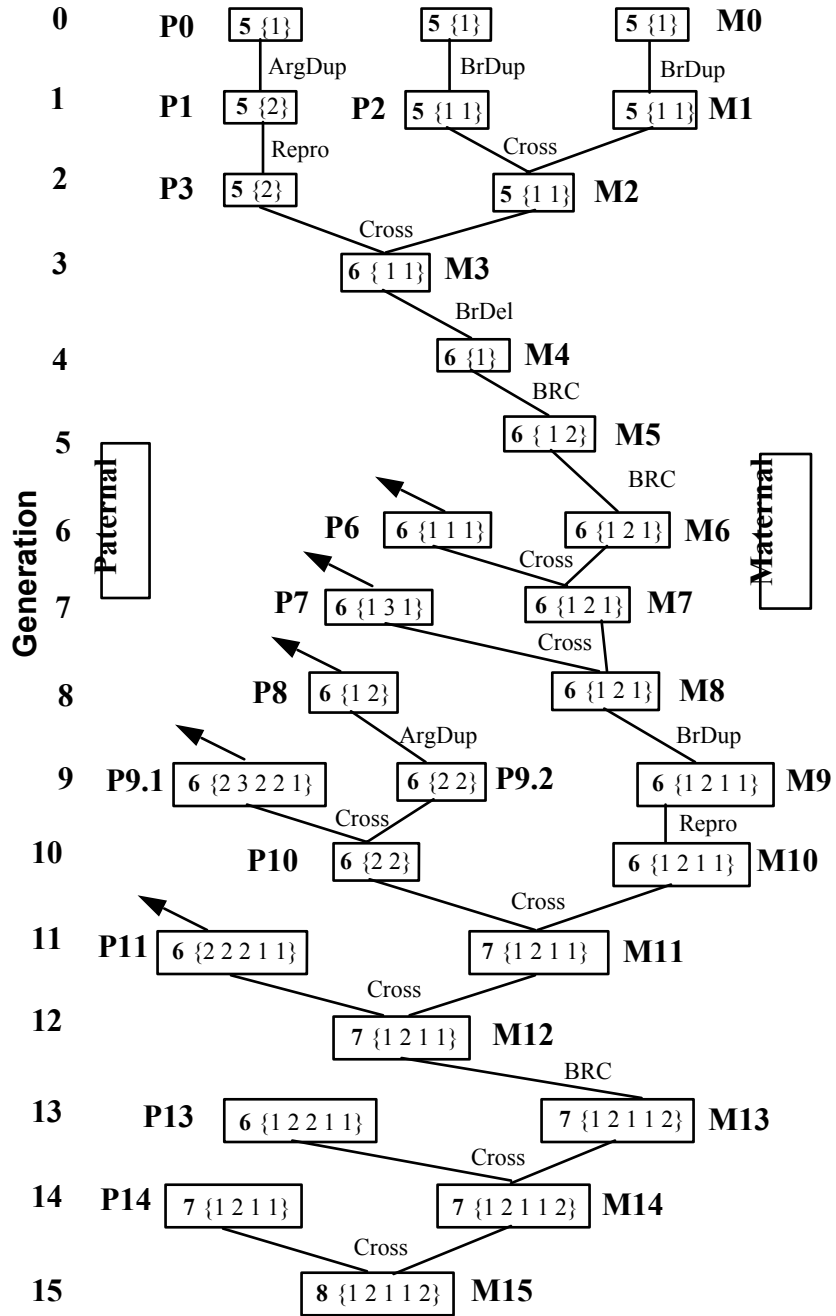 0 P0 5 {1} 5 {1} 5 {1} M0
ArgDup BrDup BrDup
1 P1 5 {2} P2 5 {1 1} 5 {1 1} M1
Repro Cross
2 P3 5 {2} 5 {1 1} M2
Cross
3 6 { 1 1} M3
BrDel
4 6 {1} M4
BRC
5 6 { 1 2} M5
Generation
Paternal
Maternal
BRC
6 P6 6 {1 1 1} 6 {1 2 1} M6
Cross
7 P7 6 {1 3 1} 6 {1 2 1} M7
Cross
8 P8 6 {1 2} 6 {1 2 1} M8
ArgDup BrDup
9 P9.1 6 {2 3 2 2 1} 6 {2 2} P9.2 6 {1 2 1 1} M9
Cross Repro
10 P10 6 {2 2} 6 {1 2 1 1} M10
Cross
11 P11 6 {2 2 2 1 1} 7 {1 2 1 1} M11
Cross
12 7 {1 2 1 1} M12
BRC
13 P13 6 {1 2 2 1 1} 7 {1 2 1 1 2} M13
Cross
14 P14 7 {1 2 1 1} 7 {1 2 1 1 2} M14
Cross
15 8 {1 2 1 1 2} M15